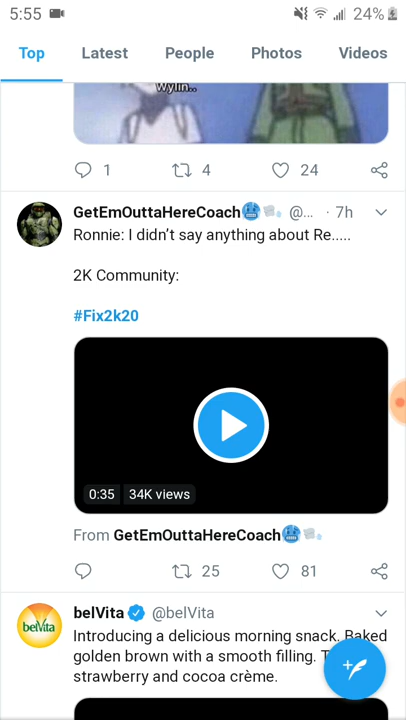 5:55
24%
Top Latest People Photos Videos
Wylin..
1 4 24
GetEmOuttaHereCoach🥶🌬️ @... · 7h
Ronnie: I didn't say anything about Re.....
2K Community:
#Fix2k20
0:35 34K views
From GetEmOuttaHereCoach🥶🌬️
25 81
belVita @belVita
belVita
Introducing a delicious morning snack. Baked
golden brown with a smooth filling.
strawberry and cocoa crème.